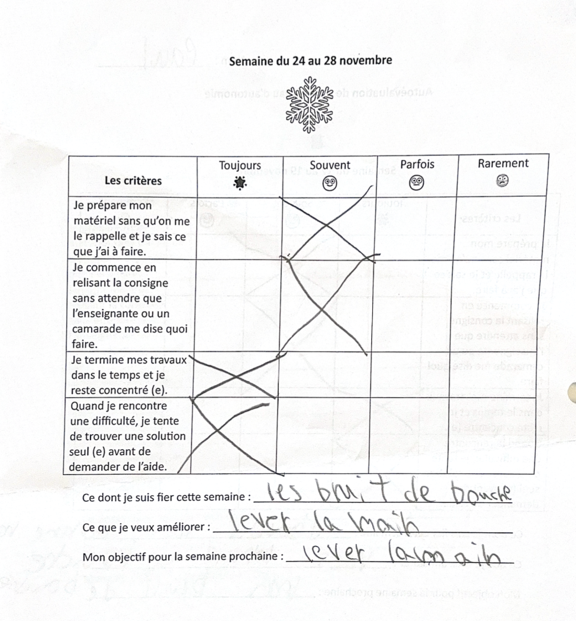 Semaine du 24 au 28 novembre
Les critères
Toujours
Souvent
Parfois
Rarement
Je prépare mon
matériel sans qu'on me
le rappelle et je sais ce
que j'ai à faire.
Je commence en
relisant la consigne
sans attendre que
l'enseignante ou un
camarade me dise quoi
faire.
Je termine mes travaux
dans le temps et je
reste concentré (e).
Quand je rencontre
une difficulté, je tente
de trouver une solution
seul (e) avant de
demander de l'aide.
Ce dont je suis fier cette semaine : les bruit de bouche
Ce que je veux améliorer : lever la main
Mon objectif pour la semaine prochaine : lever la main